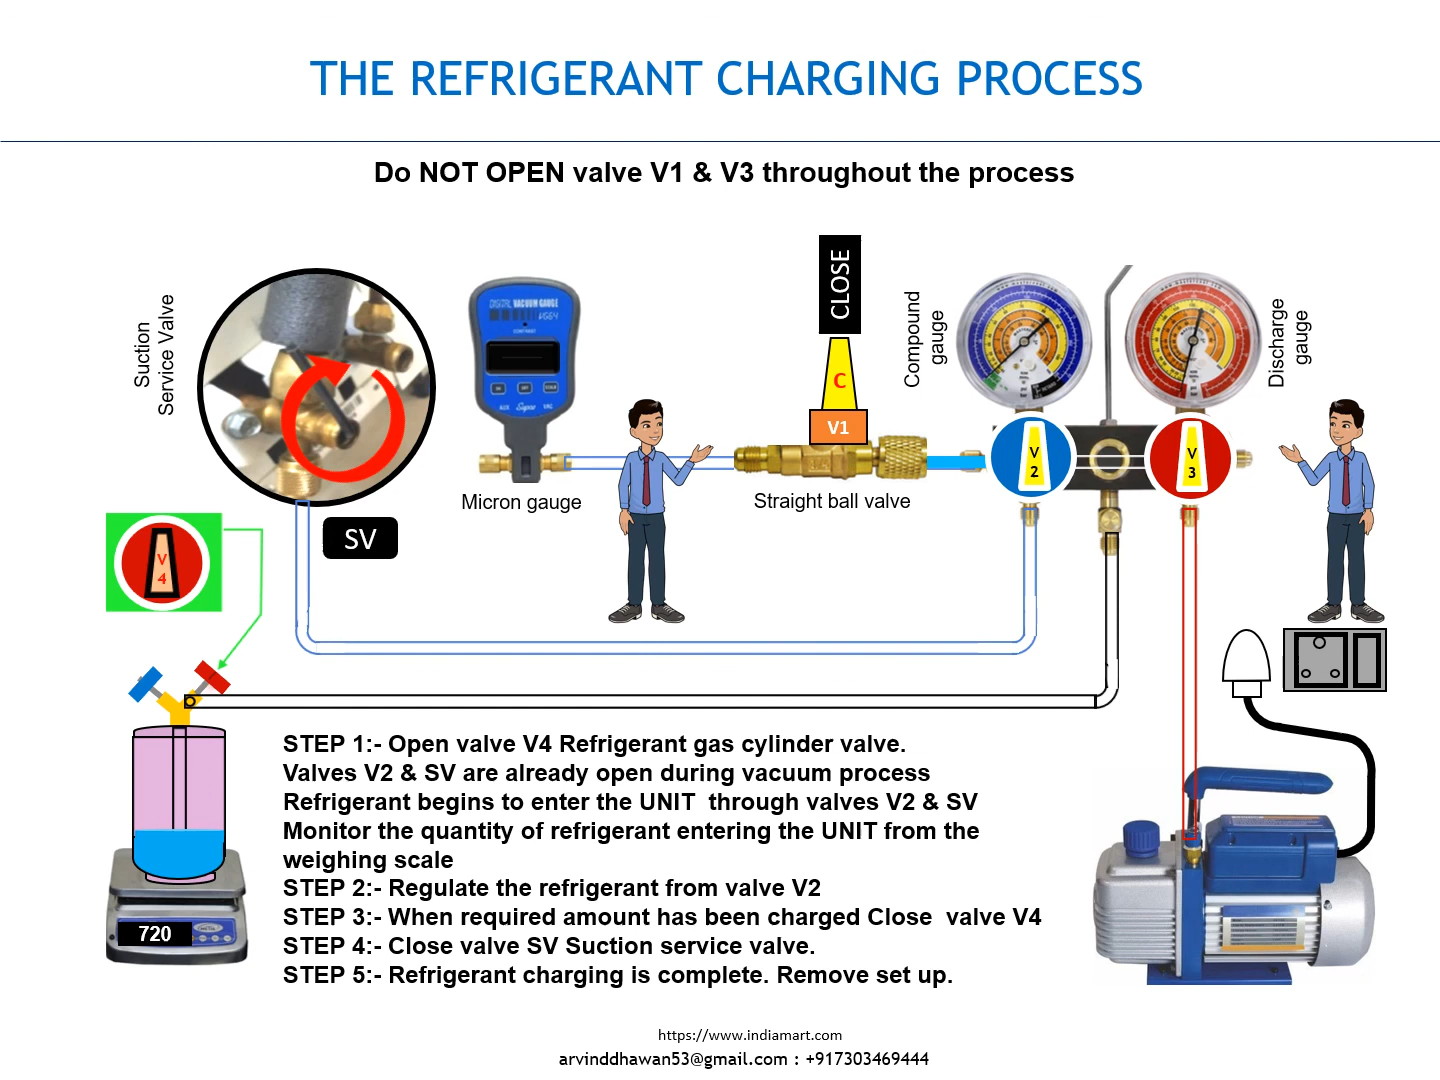 THE REFRIGERANT CHARGING PROCESS
Do NOT OPEN valve V1 & V3 throughout the process
Suction
Service Valve
SV
DIGITAL VACUUM GAUGE
Supco
Micron gauge
CLOSE
C
V1
Straight ball valve
Compound
gauge
V
2
V
3
Discharge
gauge
V
4
720
STEP 1:- Open valve V4 Refrigerant gas cylinder valve.
Valves V2 & SV are already open during vacuum process
Refrigerant begins to enter the UNIT  through valves V2 & SV
Monitor the quantity of refrigerant entering the UNIT from the
weighing scale
STEP 2:- Regulate the refrigerant from valve V2
STEP 3:- When required amount has been charged Close  valve V4
STEP 4:- Close valve SV Suction service valve.
STEP 5:- Refrigerant charging is complete. Remove set up.
https://www.indiamart.com
arvinddhawan53@gmail.com : +917303469444